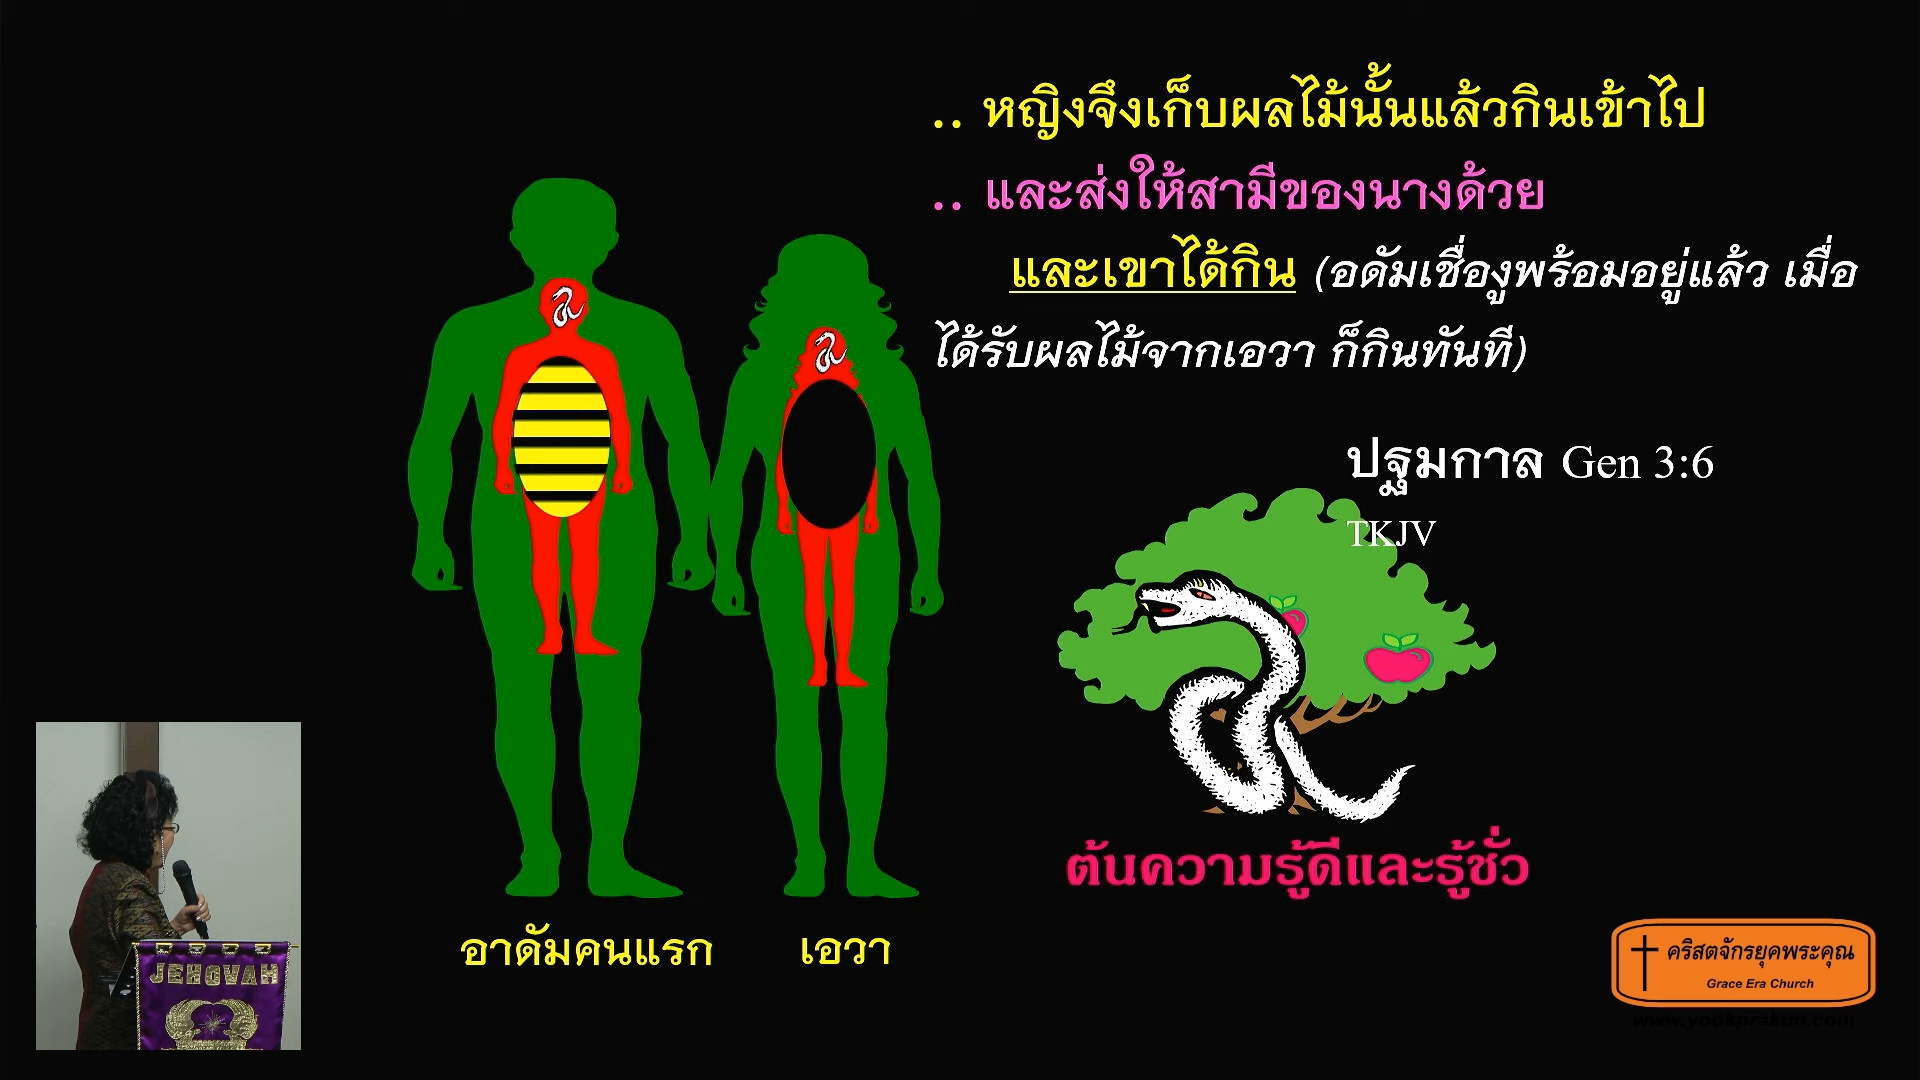 .. หญิงจึงเก็บผลไม้นั้นแล้วกินเข้าไป
.. และส่งให้สามีของนางด้วย
และเขาได้กิน (อดัมเชื่องูพร้อมอยู่แล้ว เมื่อ
ได้รับผลไม้จากเอวา ก็กินทันที)
ปฐมกาล Gen 3:6
TKJV
ต้นความรู้ดีและรู้ชั่ว
อาดัมคนแรก
เอวา
JEHOVAH
คริสตจักรยุคพระคุณ
Grace Era Church
www.yookprakun.com